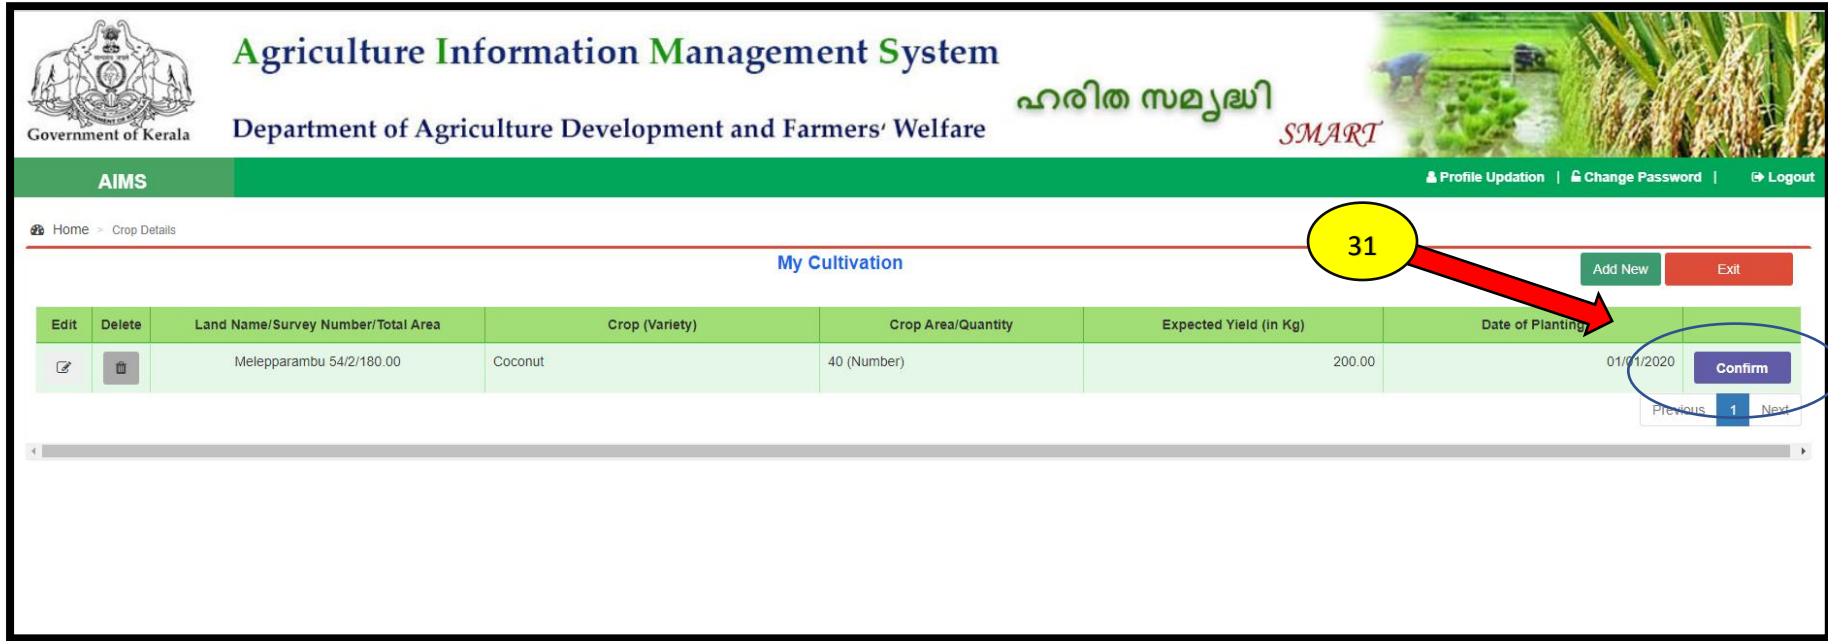 Agriculture Information Management System
ഹരിത സമൃദ്ധി
Government of Kerala
Department of Agriculture Development and Farmers' Welfare
SMART
AIMS
Profile Updation | Change Password | Logout
Home > Crop Details
31
My Cultivation
Add New Exit
Edit Delete Land Name/Survey Number/Total Area Crop (Variety) Crop Area/Quantity Expected Yield (in Kg) Date of Planting
Melepparambu 54/2/180.00 Coconut 40 (Number) 200.00 01/01/2020 Confirm
Previous 1 Next